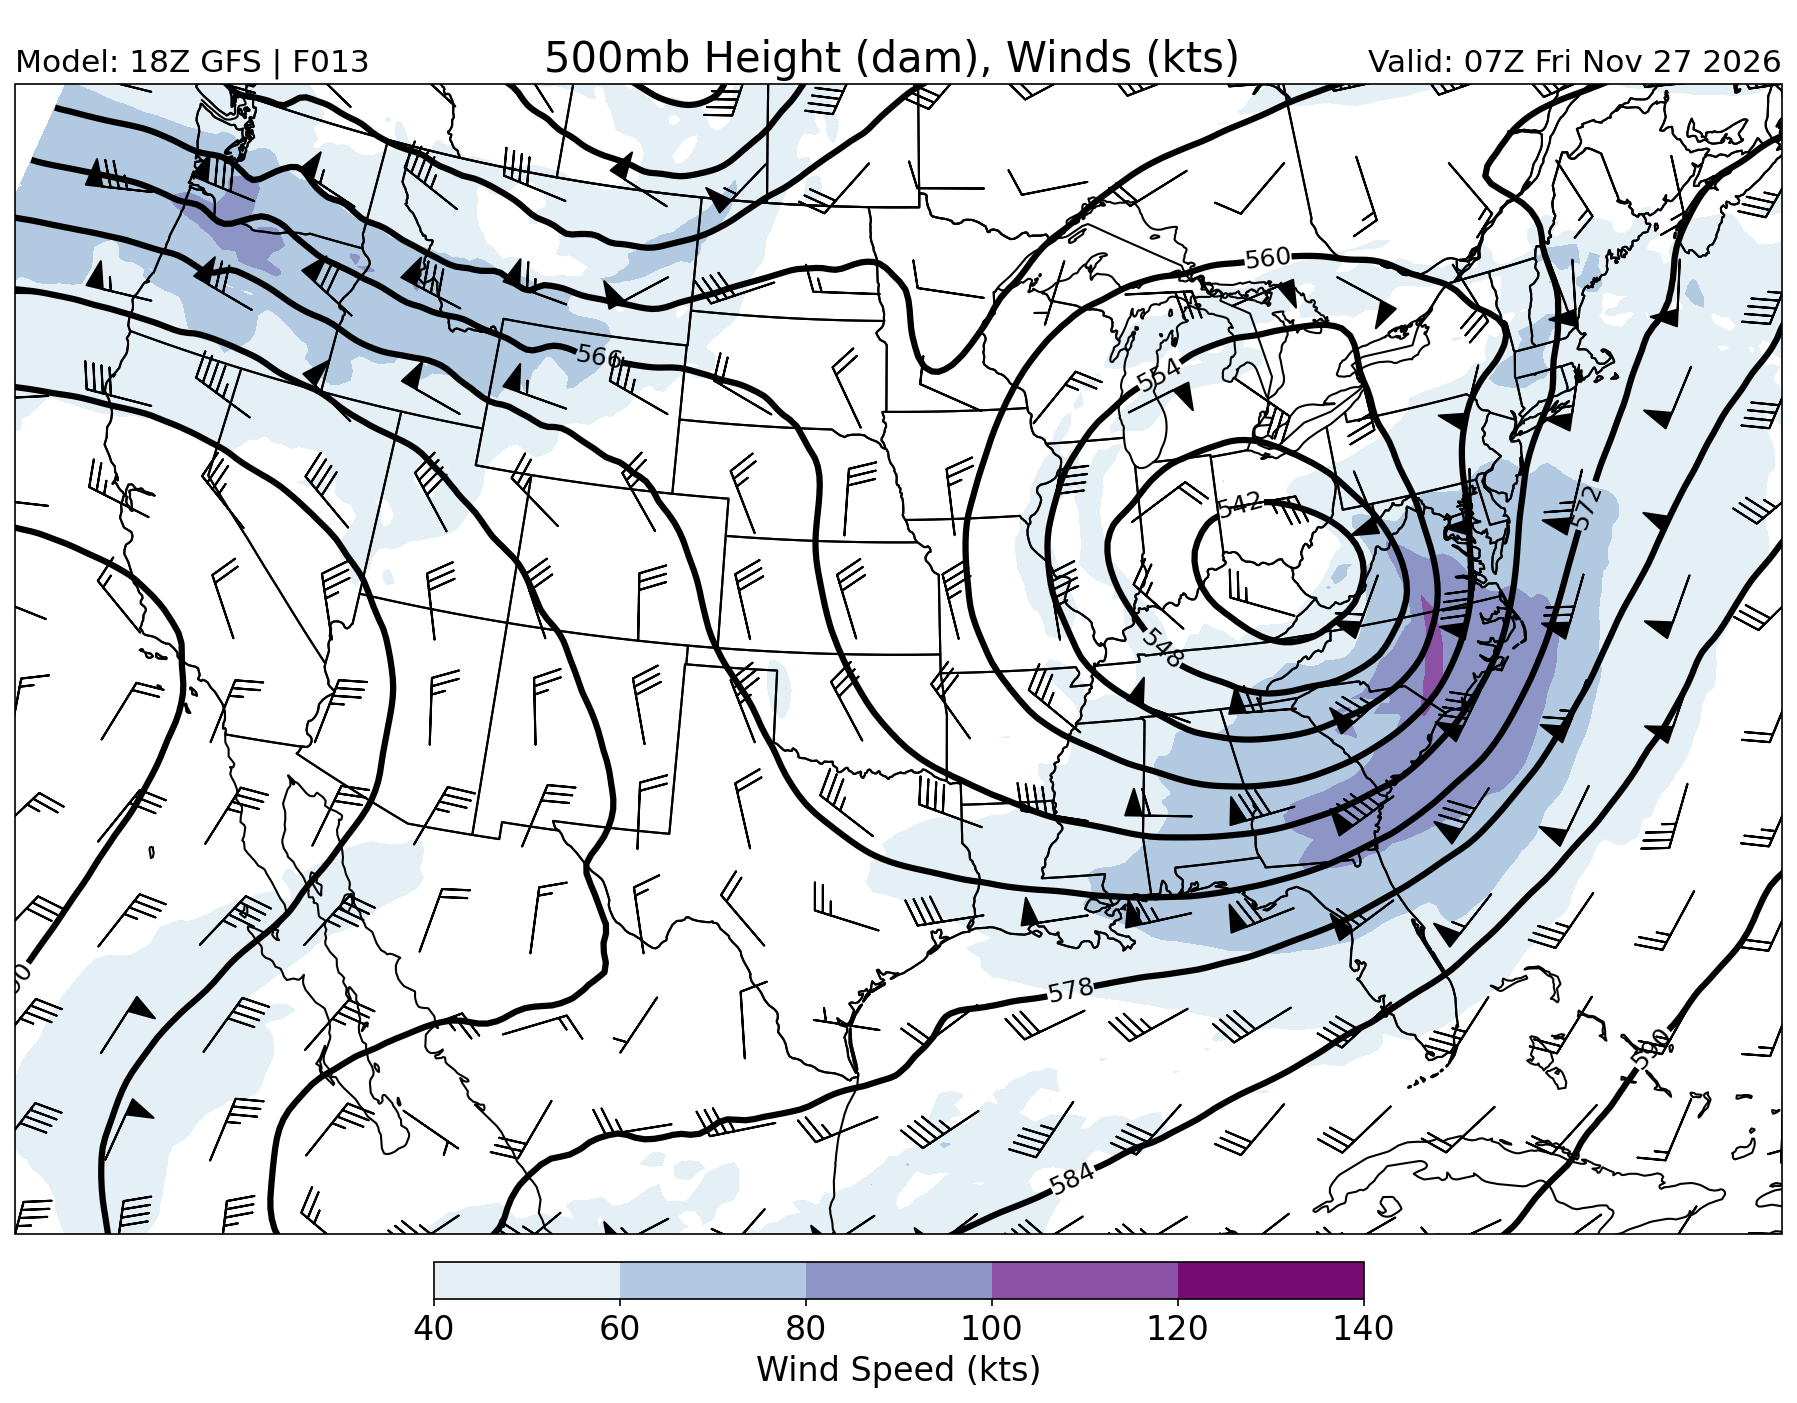 Model: 18Z GFS | F013
500mb Height (dam), Winds (kts)
Valid: 07Z Fri Nov 27 2026
560
566
554
542
572
548
578
590
584
40 60 80 100 120 140
Wind Speed (kts)